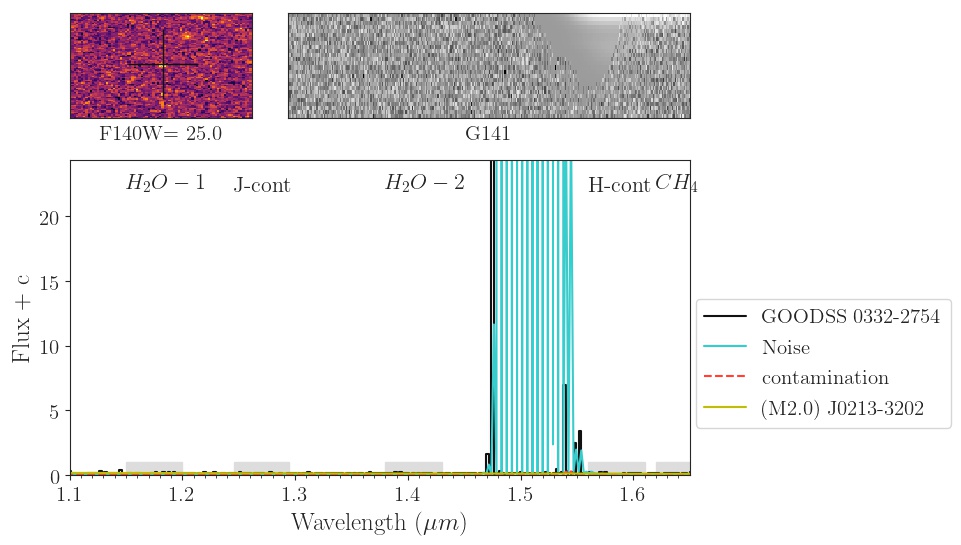 F140W= 25.0
G141
H₂O − 1 J-cont H₂O − 2 H-cont CH₄
20
15
10
5
0
Flux + c
1.1 1.2 1.3 1.4 1.5 1.6
Wavelength (μm)
GOODSS 0332-2754
Noise
contamination
(M2.0) J0213-3202